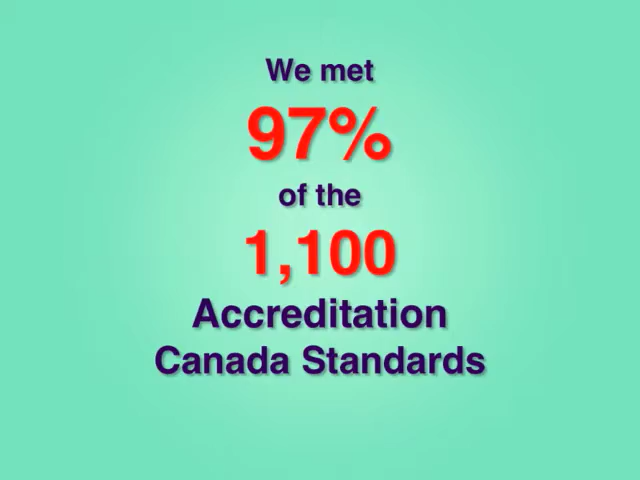 We met
97%
of the
1,100
Accreditation
Canada Standards